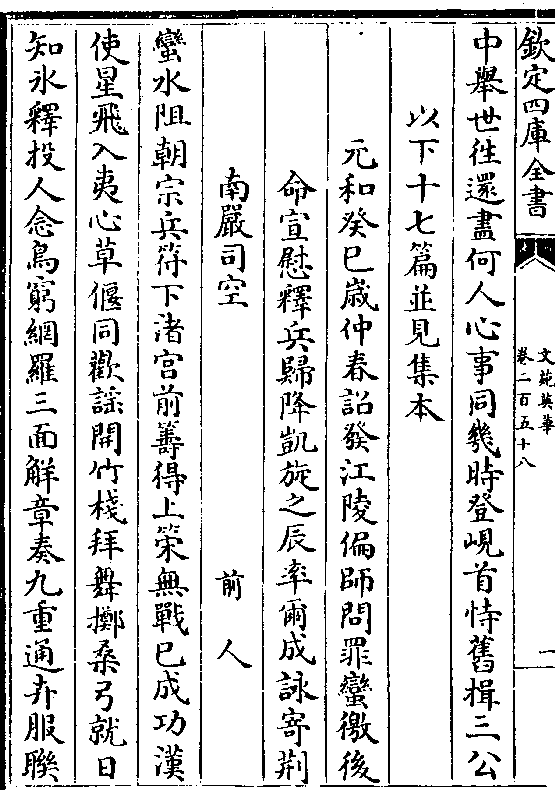 欽定四庫全書
文苑英華
卷二百五十八
一
中舉世徃還盡何人心事同幾時登峴首恃舊揖三公
以下十七篇並見集本
元和癸巳歲仲春詔發江陵偏師問罪蠻徼後
命宣慰釋兵歸降凱旋之辰率爾成詠寄荆
南嚴司空　前人
蠻水阻朝宗兵符下渚宫前籌得上策無戰已成功漢
使星飛入夷心草偃同歡謡開竹棧拜舞擲桑弓就日
知氷釋投人念鳥窮網羅三面解章奏九重通卉服聮